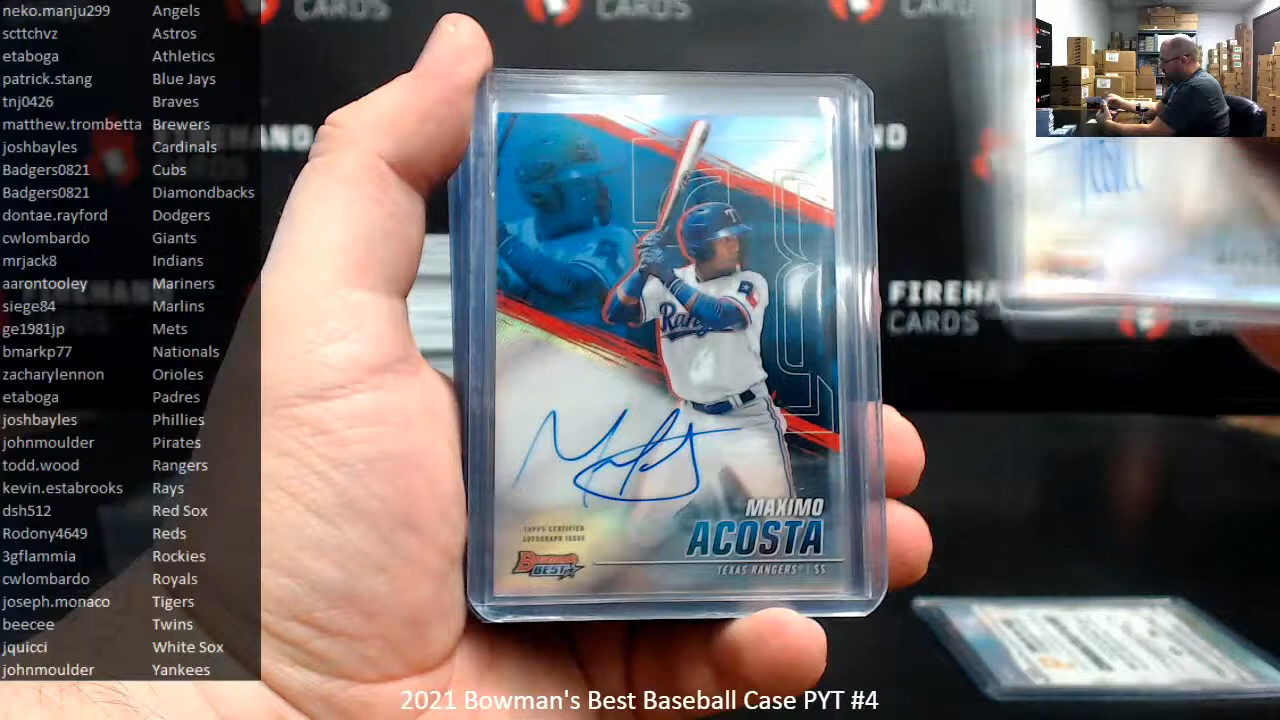 neko.manju299 Angels
scttchvz Astros
etaboga Athletics
patrick.stang Blue Jays
tnj0426 Braves
matthew.trombetta Brewers
joshbayles Cardinals
Badgers0821 Cubs
Badgers0821 Diamondbacks
dontae.rayford Dodgers
cwlombardo Giants
mrjack8 Indians
aarontooley Mariners
siege84 Marlins
ge1981jp Mets
bmarkp77 Nationals
zacharylennon Orioles
etaboga Padres
joshbayles Phillies
johnmoulder Pirates
todd.wood Rangers
kevin.estabrooks Rays
dsh512 Red Sox
Rodony4649 Reds
3gflammia Rockies
cwlombardo Royals
joseph.monaco Tigers
beecee Twins
jquicci White Sox
johnmoulder Yankees
CARDS
CARDS
FIREHA
CARDS
MAXIMO
ACOSTA
TEXAS RANGERS | SS
TOPPS CERTIFIED
AUTOGRAPH ISSUE
BOWMAN'S
BEST
2021 Bowman's Best Baseball Case PYT #4